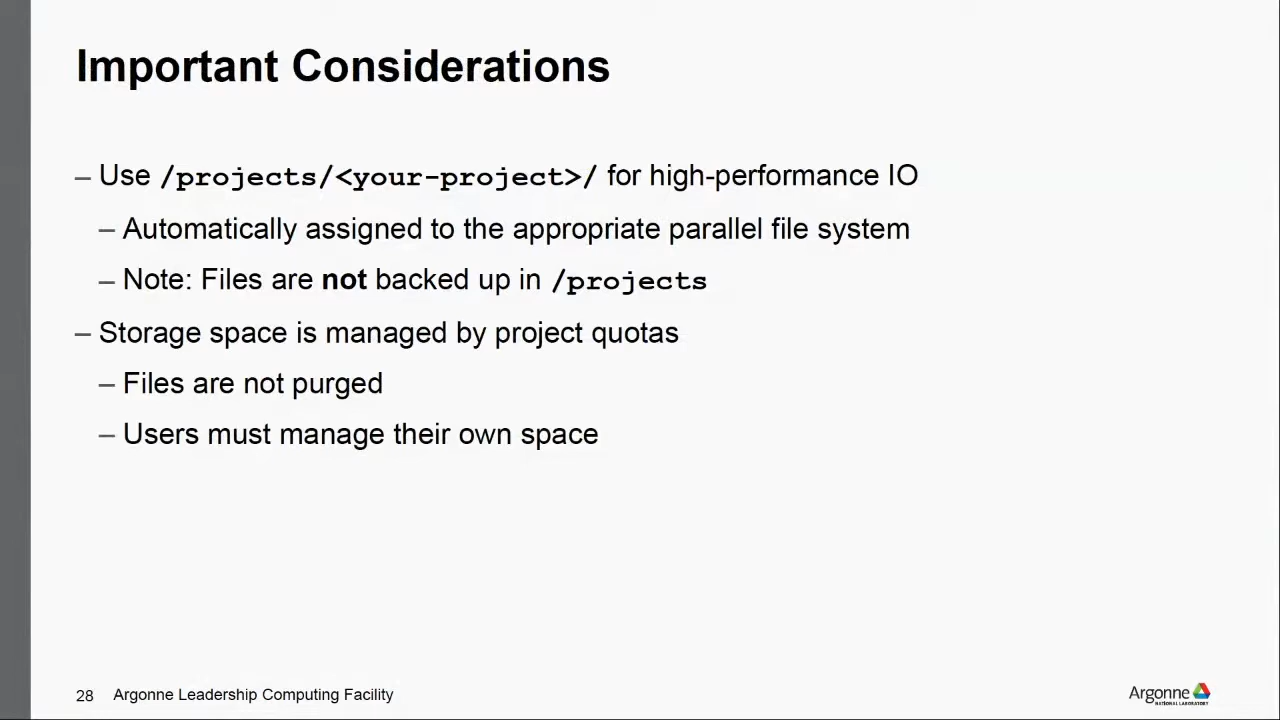 Important Considerations
– Use /projects/<your-project>/ for high-performance IO
– Automatically assigned to the appropriate parallel file system
– Note: Files are not backed up in /projects
– Storage space is managed by project quotas
– Files are not purged
– Users must manage their own space
28 Argonne Leadership Computing Facility
Argonne
NATIONAL LABORATORY